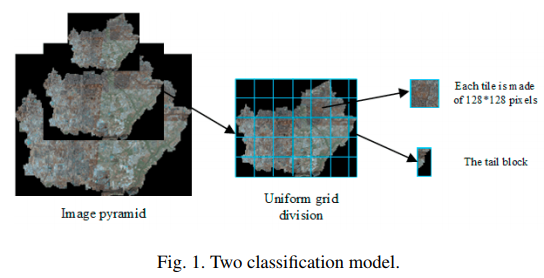 Each tile is made
of 128*128 pixels
The tail block
Image pyramid
Uniform grid
division
Fig. 1. Two classification model.